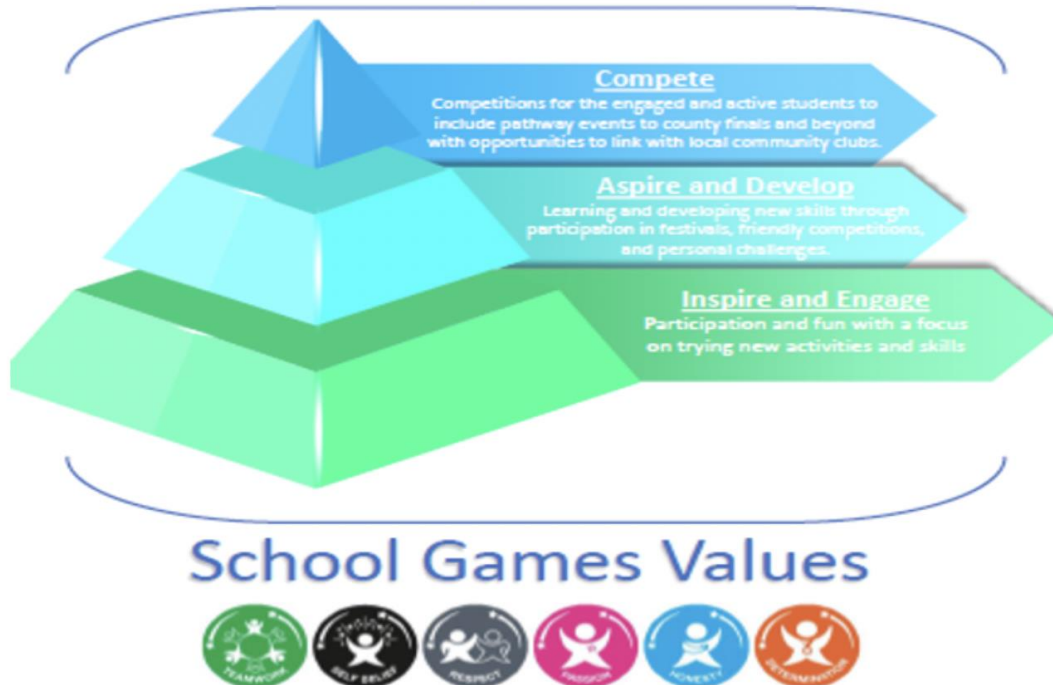 Compete
Competitions for the engaged and active students to
include pathway events to county finals and beyond
with opportunities to link with local community clubs.
Aspire and Develop
Learning and developing new skills through
participation in festivals, friendly competitions,
and personal challenges.
Inspire and Engage
Participation and fun with a focus
on trying new activities and skills
School Games Values
TEAMWORK
SELF BELIEF
RESPECT
PASSION
HONESTY
DETERMINATION